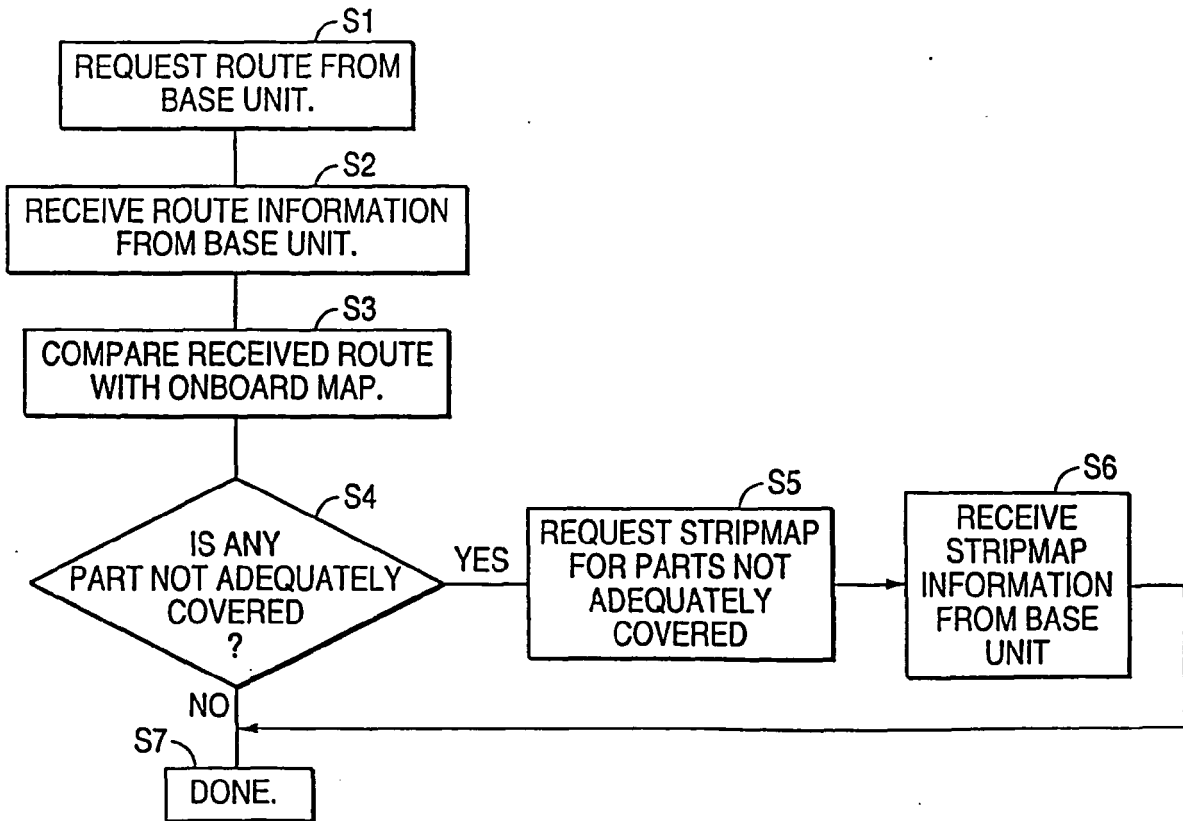 S1
REQUEST ROUTE FROM
BASE UNIT.
S2
RECEIVE ROUTE INFORMATION
FROM BASE UNIT.
S3
COMPARE RECEIVED ROUTE
WITH ONBOARD MAP.
S4
IS ANY
PART NOT ADEQUATELY
COVERED
?
YES
S5
REQUEST STRIPMAP
FOR PARTS NOT
ADEQUATELY
COVERED
S6
RECEIVE
STRIPMAP
INFORMATION
FROM BASE
UNIT
NO
S7
DONE.